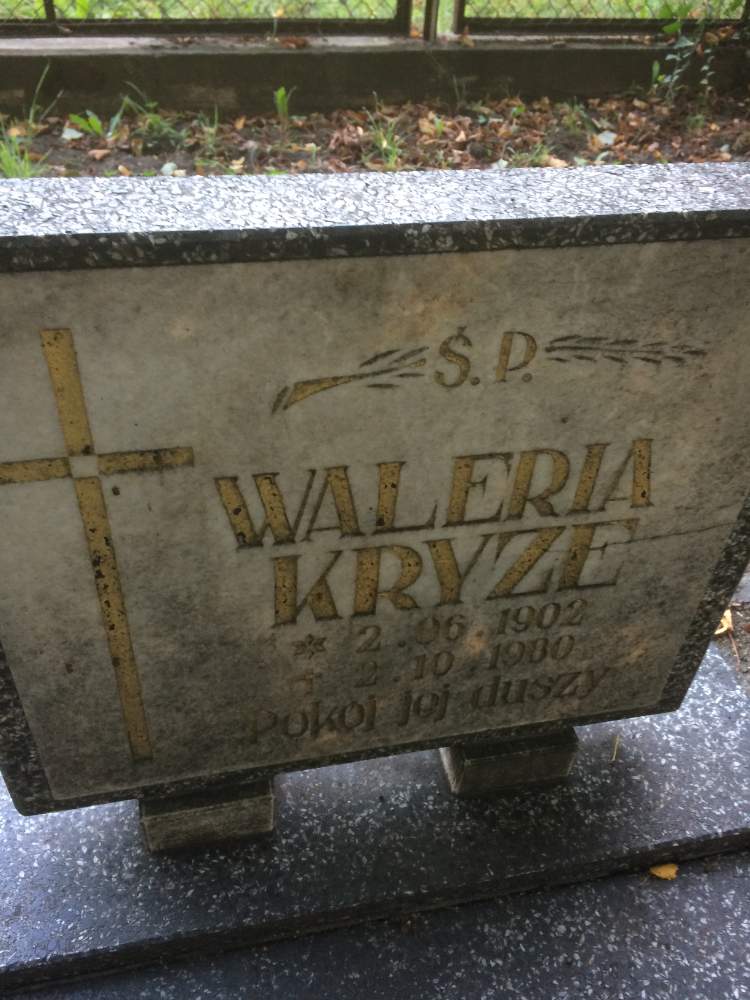 Ś. P.
WALERIA
KRYZE
* 2.06.1902
+ 2.10.1980
Pokój jej duszy